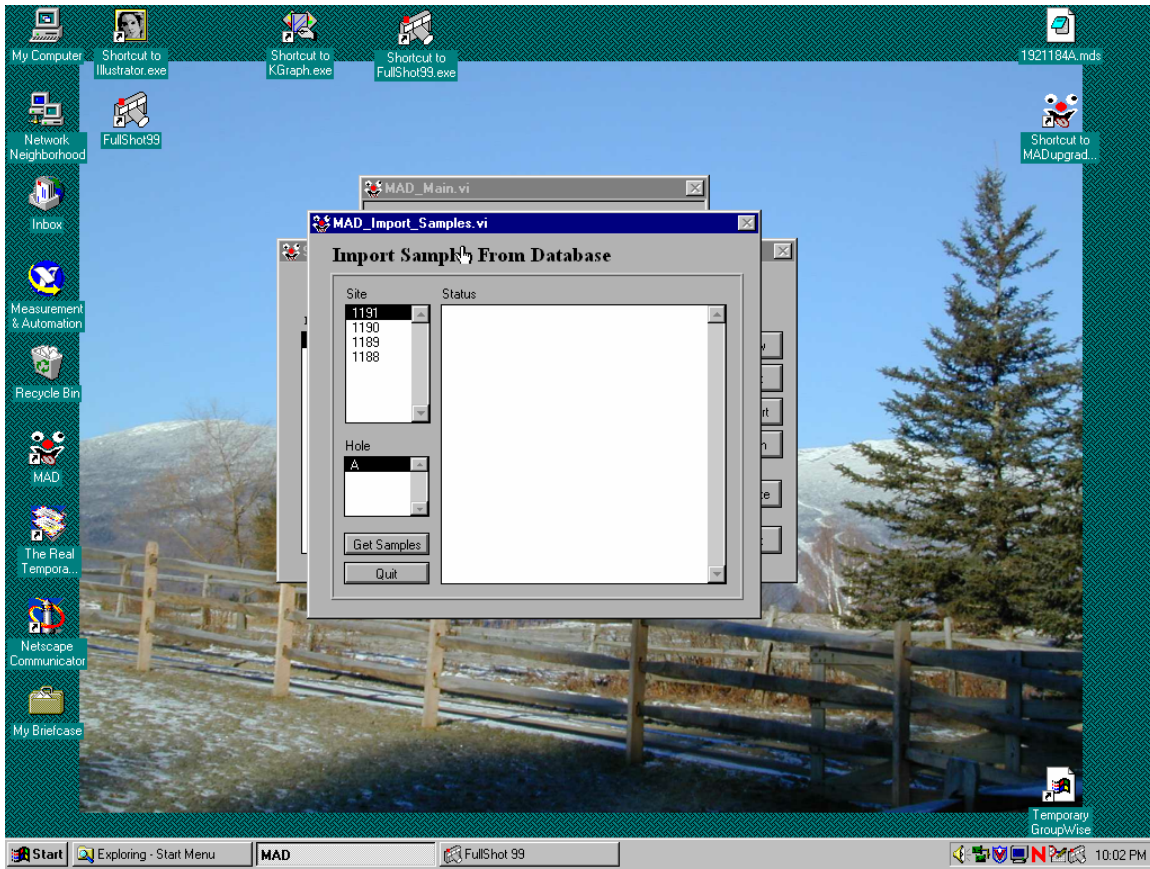 My Computer
Shortcut to
Illustrator.exe
Shortcut to
KGraph.exe
Shortcut to
FullShot99.exe
1921184A.mds
Network
Neighborhood
FullShot99
Shortcut to
MADupgrad...
Inbox
Measurement
& Automation
Recycle Bin
MAD
The Real
Tempora...
Netscape
Communicator
My Briefcase
Temporary
GroupWise
MAD_Main.vi
MAD_Import_Samples.vi
Import Samples From Database
Site
Status
1191
1190
1189
1188
Hole
A
Get Samples
Quit
Start
Exploring - Start Menu
MAD
FullShot 99
N
10:02 PM